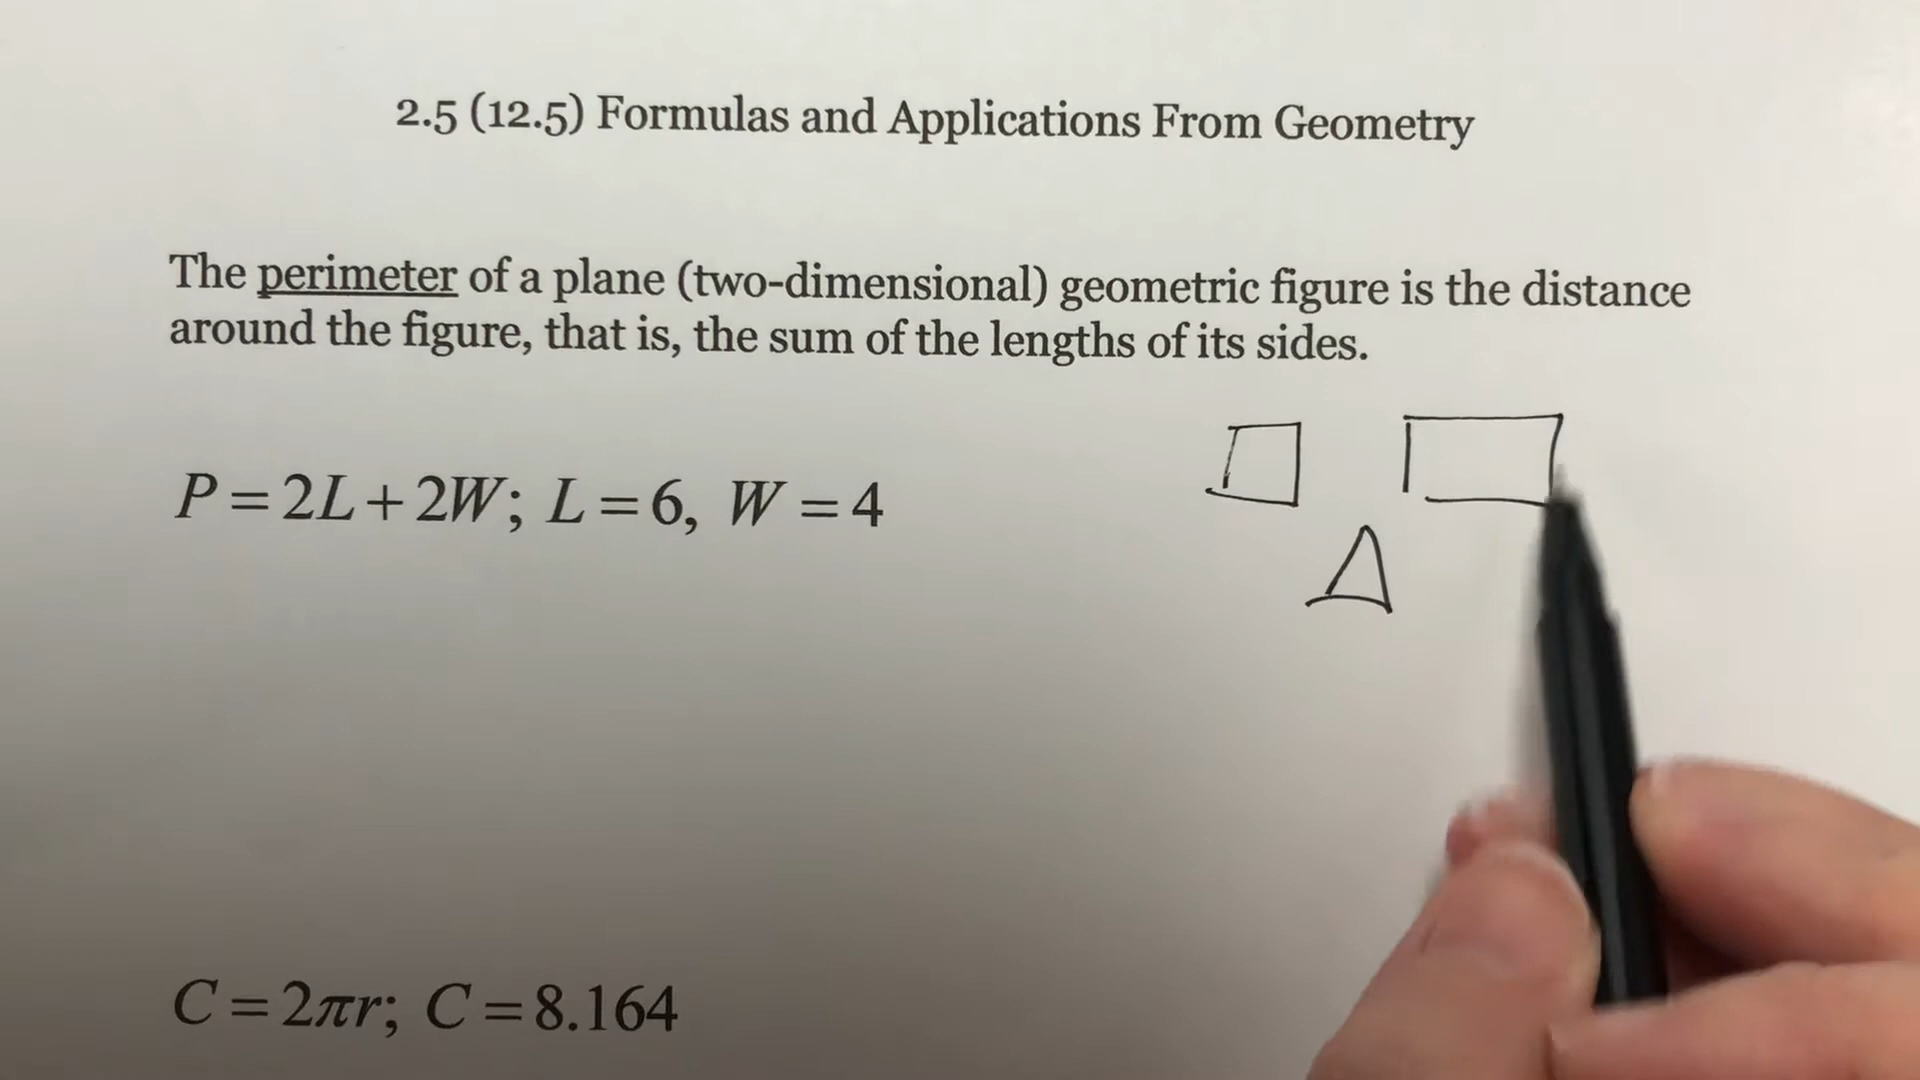 2.5 (12.5) Formulas and Applications From Geometry
The perimeter of a plane (two-dimensional) geometric figure is the distance
around the figure, that is, the sum of the lengths of its sides.
P = 2L + 2W; L = 6, W = 4
C = 2πr; C = 8.164